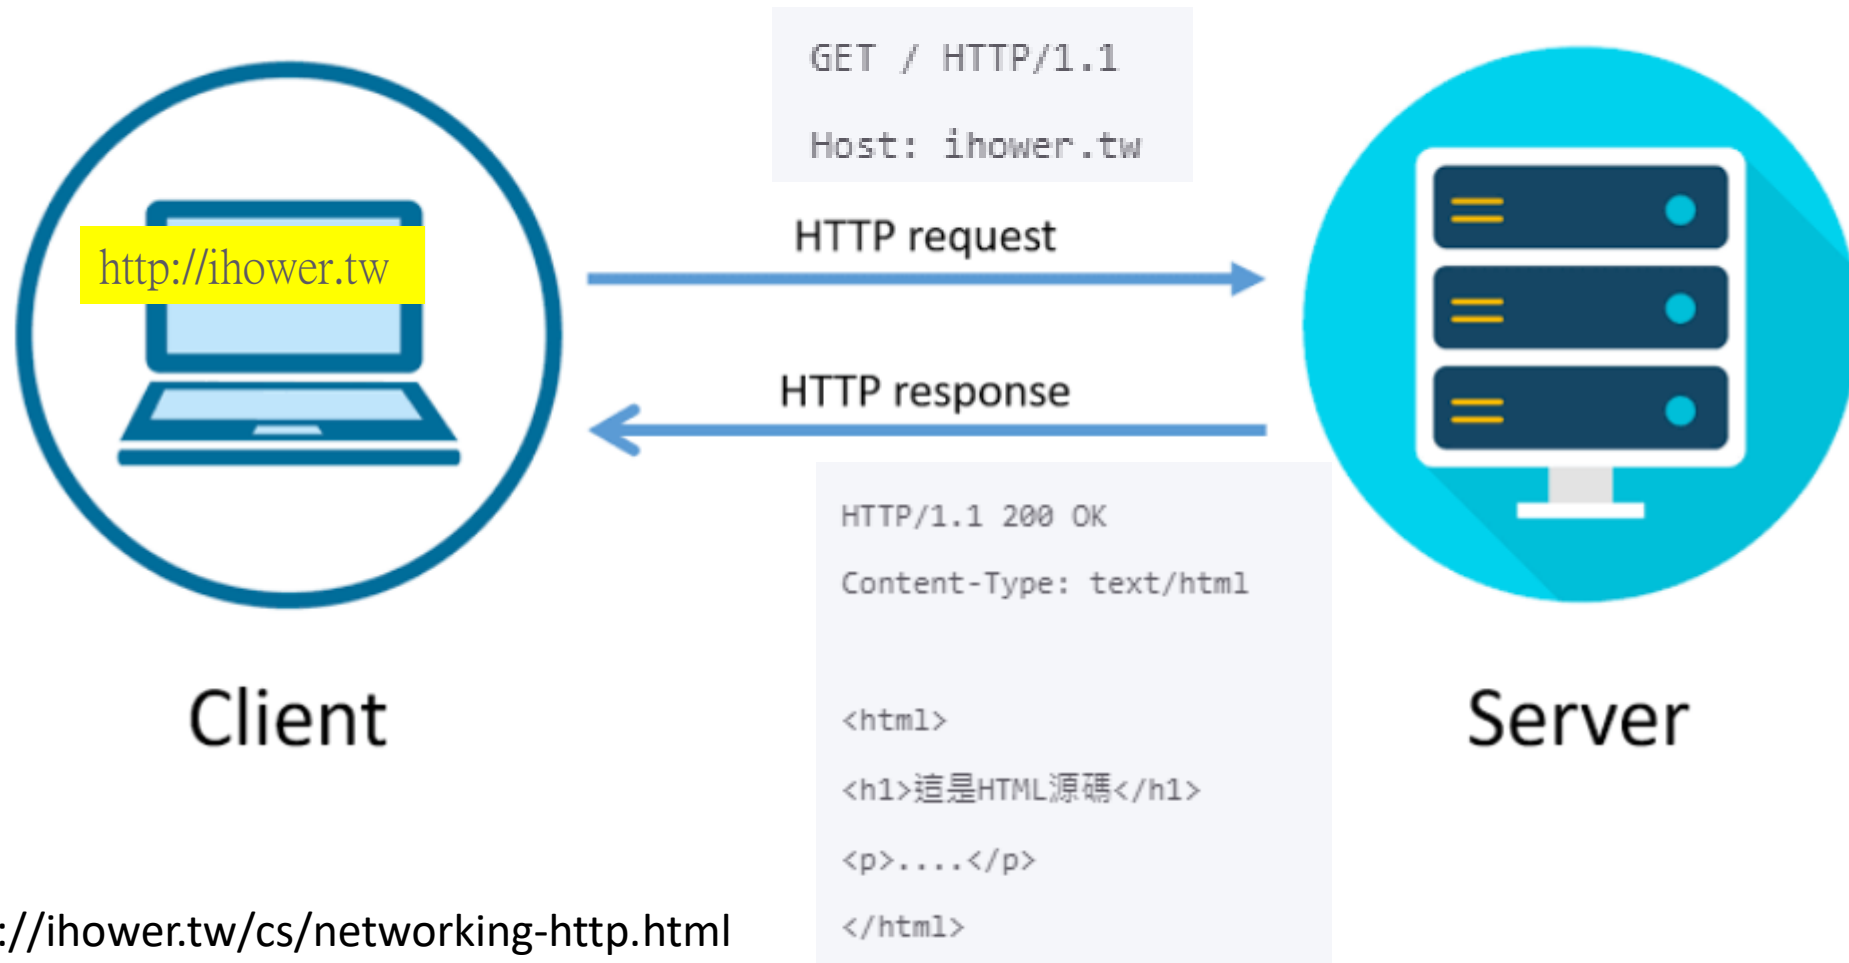 GET / HTTP/1.1
Host: ihower.tw
HTTP request
http://ihower.tw
HTTP response
HTTP/1.1 200 OK
Content-Type: text/html
<html>
<h1>這是HTML源碼</h1>
<p>....</p>
</html>
Client
Server
://ihower.tw/cs/networking-http.html